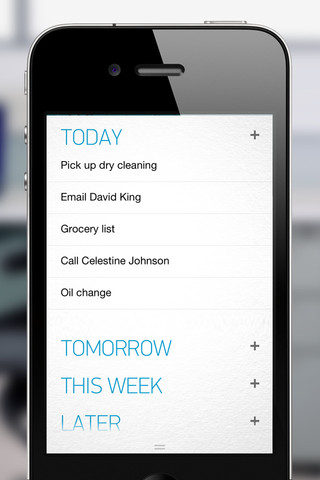 TODAY +
Pick up dry cleaning
Email David King
Grocery list
Call Celestine Johnson
Oil change
TOMORROW +
THIS WEEK +
LATER +